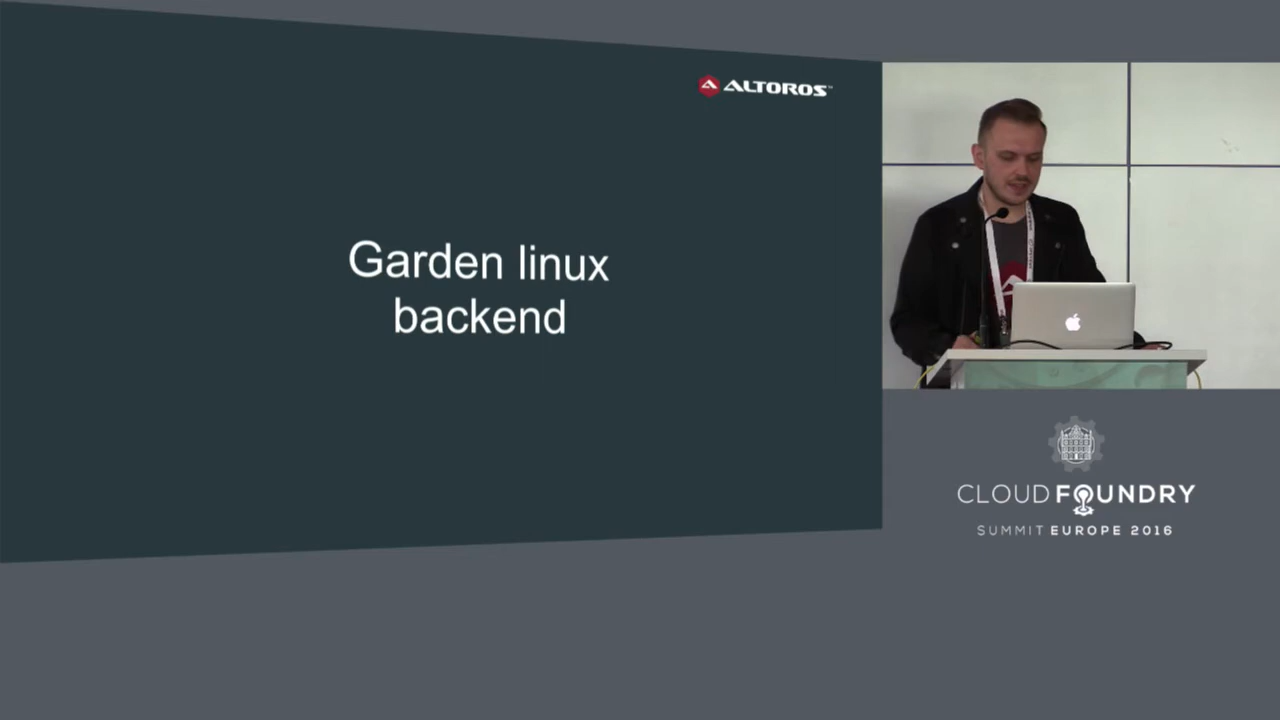 ALTOROS
Garden linux
backend
CLOUD FOUNDRY
SUMMIT EUROPE 2016